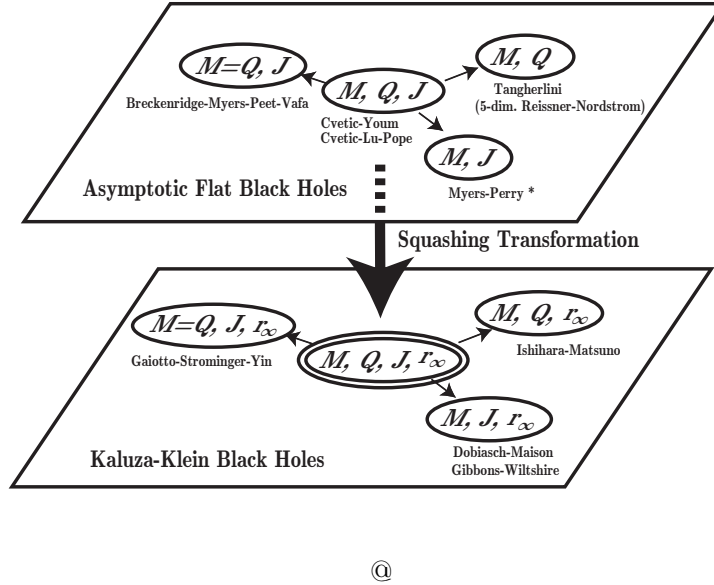 M=Q, J
Breckenridge-Myers-Peet-Vafa
M, Q, J
Cvetic-Youm
Cvetic-Lu-Pope
M, Q
Tangherlini
(5-dim. Reissner-Nordstrom)
M, J
Myers-Perry *
Asymptotic Flat Black Holes
Squashing Transformation
M=Q, J, r∞
Gaiotto-Strominger-Yin
M, Q, J, r∞
M, Q, r∞
Ishihara-Matsuno
M, J, r∞
Dobiasch-Maison
Gibbons-Wiltshire
Kaluza-Klein Black Holes
@